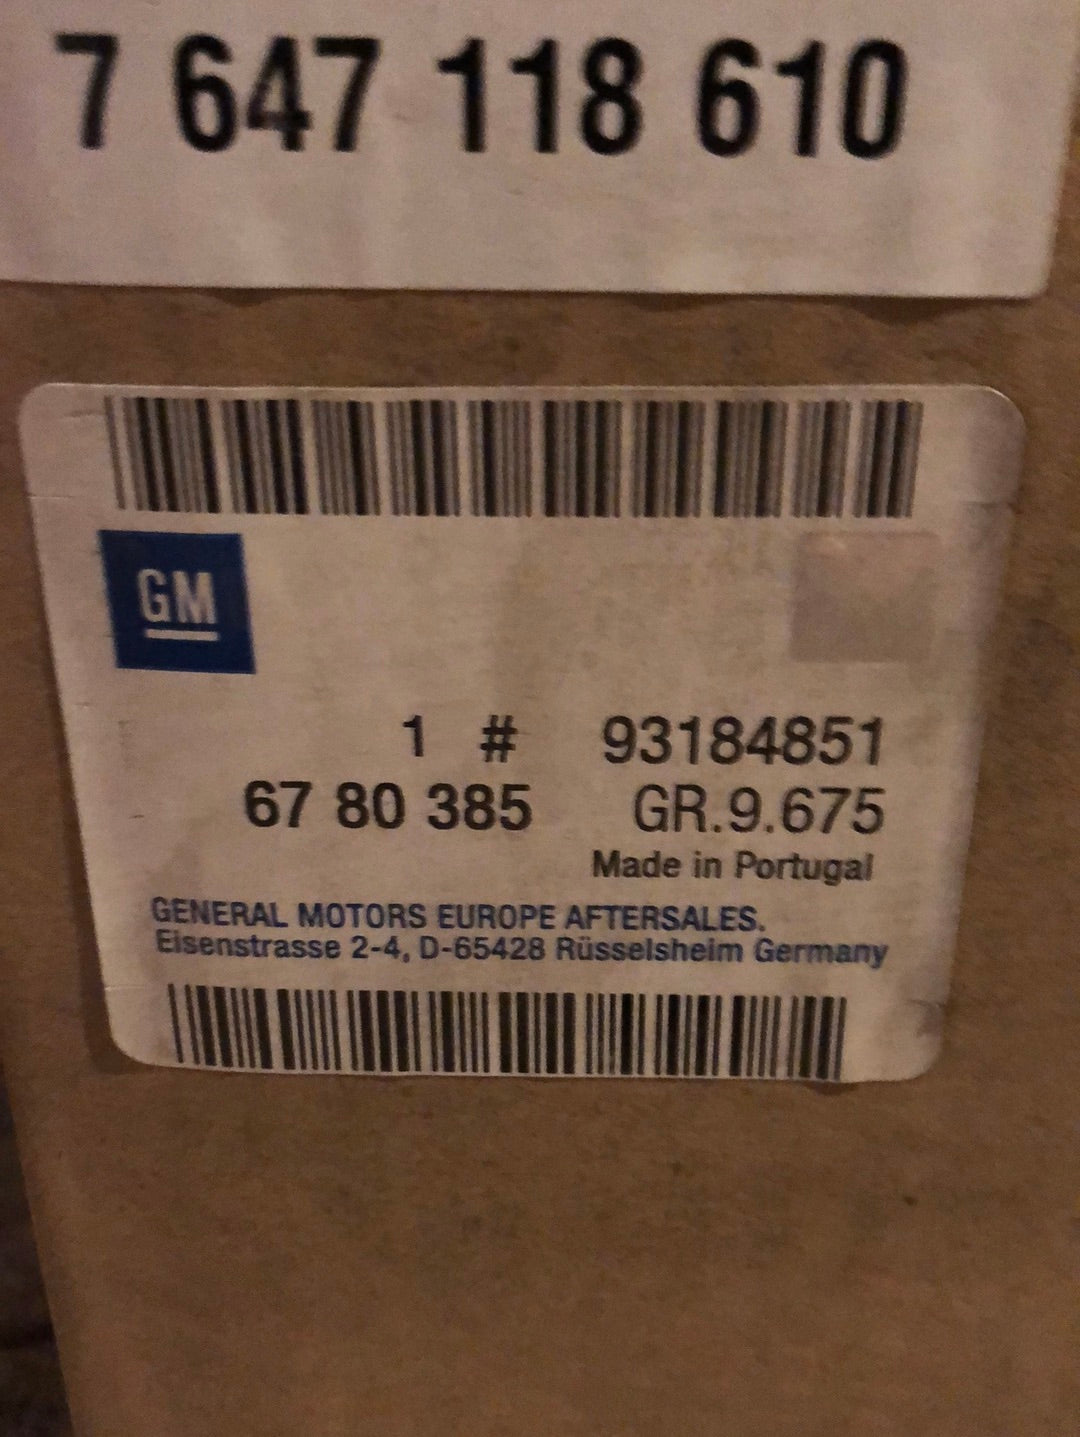 7 647 118 610
GM
1 # 93184851
67 80 385 GR.9.675
Made in Portugal
GENERAL MOTORS EUROPE AFTERSALES.
Eisenstrasse 2-4, D-65428 Rüsselsheim Germany